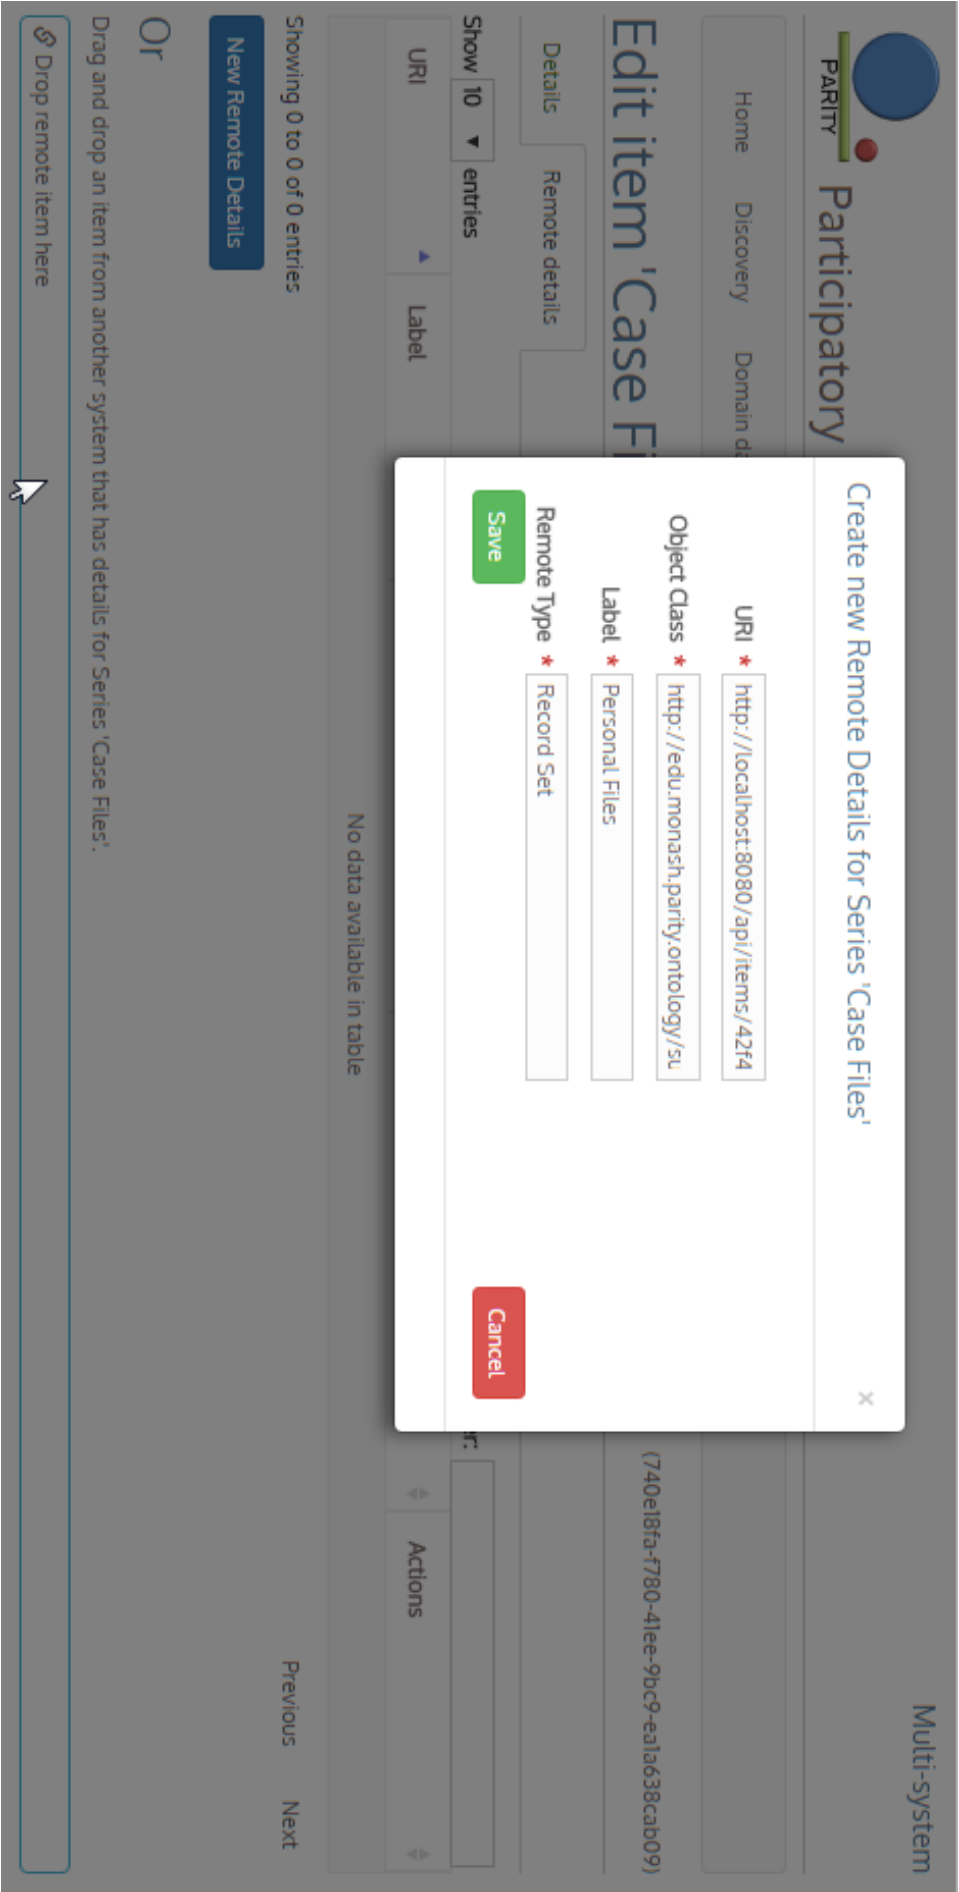 Multi-system
PARITY
Participatory
Home Discovery Domain da
Edit item 'Case Fi
(740e18fa-f780-41ee-9bc9-ea1a638cab09)
Details Remote details
Show 10 entries
r:
URI Label Actions
No data available in table
Showing 0 to 0 of 0 entries
Previous Next
New Remote Details
Or
Drag and drop an item from another system that has details for Series 'Case Files'.
Drop remote item here
Create new Remote Details for Series 'Case Files'
×
URI * http://localhost:8080/api/items/42f4
Object Class * http://edu.monash.parity.ontology/su
Label * Personal Files
Remote Type * Record Set
Save Cancel